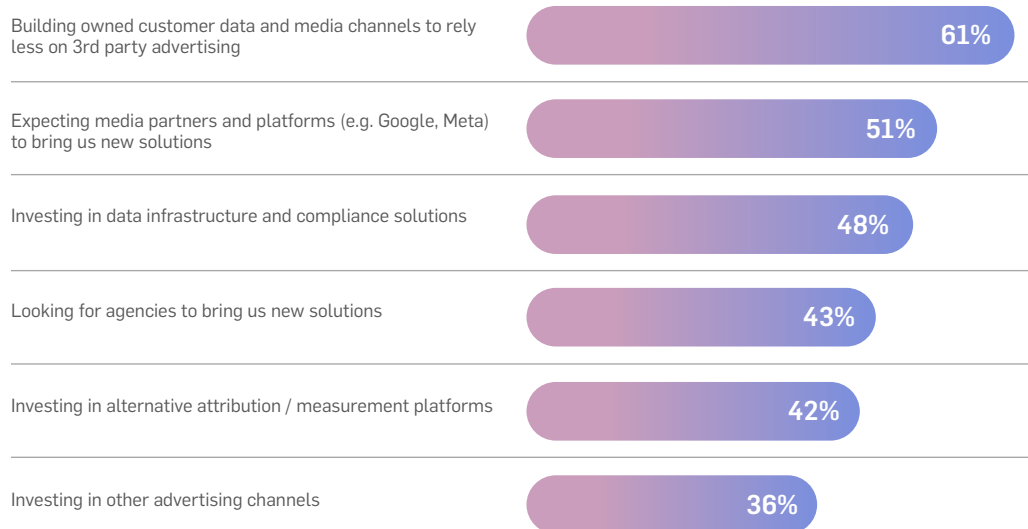 Building owned customer data and media channels to rely
less on 3rd party advertising
61%
Expecting media partners and platforms (e.g. Google, Meta)
to bring us new solutions
51%
Investing in data infrastructure and compliance solutions
48%
Looking for agencies to bring us new solutions
43%
Investing in alternative attribution / measurement platforms
42%
Investing in other advertising channels
36%